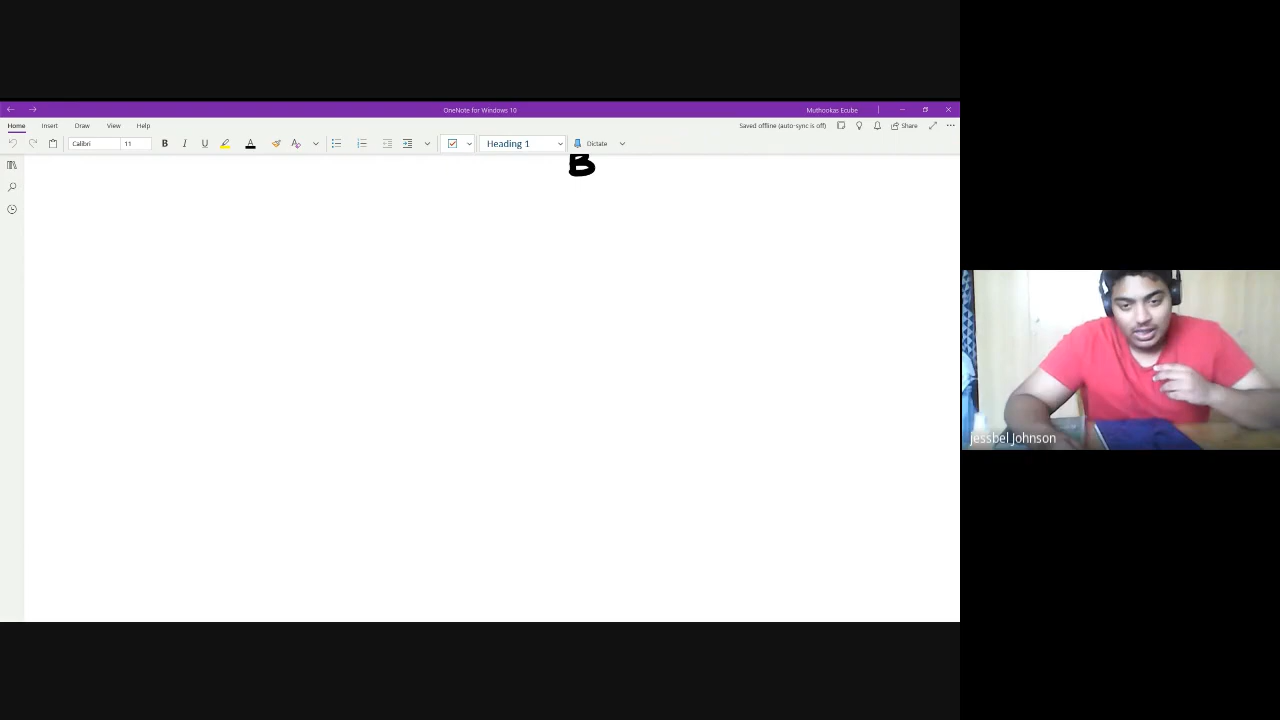 OneNote for Windows 10
Muthookas Ecube
Home Insert Draw View Help
Saved offline (auto-sync is off) Share
Calibri 11 B I U A Heading 1 Dictate
B
jessbel Johnson